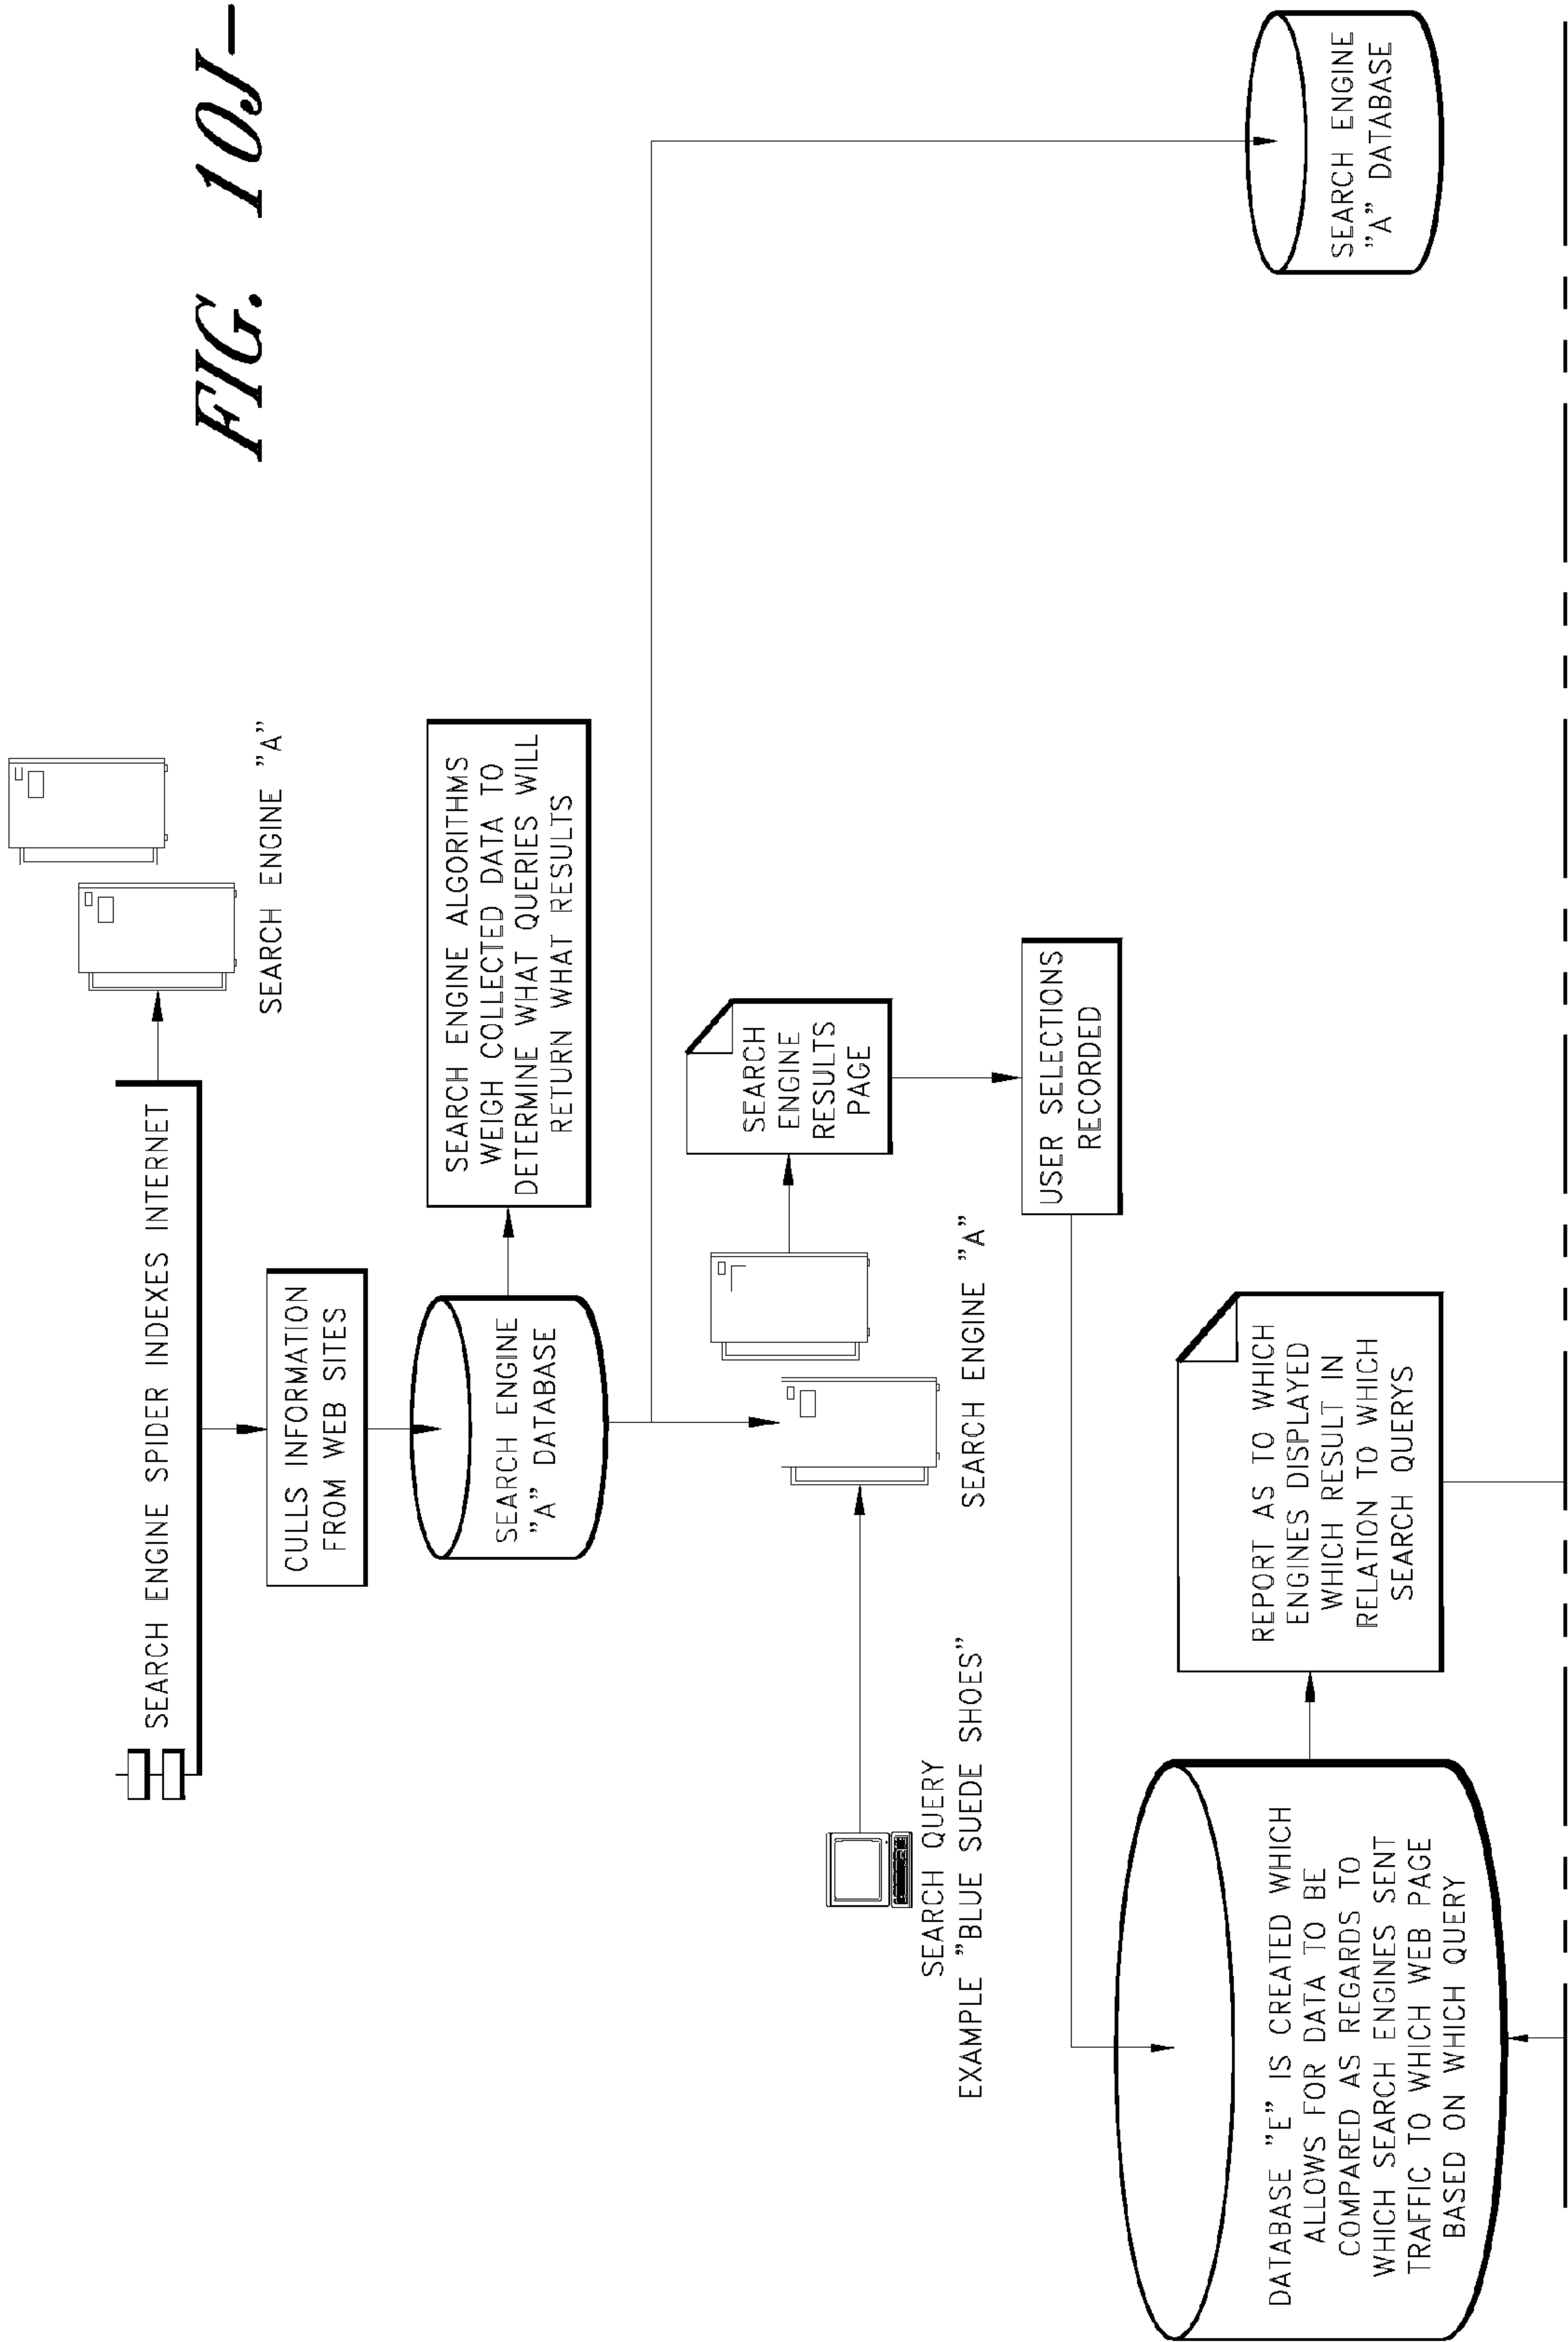 FIG. 10J-
SEARCH ENGINE SPIDER INDEXES INTERNET
SEARCH ENGINE "A"
CULLS INFORMATION
FROM WEB SITES
SEARCH ENGINE
"A" DATABASE
SEARCH ENGINE ALGORITHMS
WEIGH COLLECTED DATA TO
DETERMINE WHAT QUERIES WILL
RETURN WHAT RESULTS
SEARCH QUERY
EXAMPLE "BLUE SUEDE SHOES"
SEARCH ENGINE "A"
SEARCH
ENGINE
RESULTS
PAGE
USER SELECTIONS
RECORDED
DATABASE "E" IS CREATED WHICH
ALLOWS FOR DATA TO BE
COMPARED AS REGARDS TO
WHICH SEARCH ENGINES SENT
TRAFFIC TO WHICH WEB PAGE
BASED ON WHICH QUERY
REPORT AS TO WHICH
ENGINES DISPLAYED
WHICH RESULT IN
RELATION TO WHICH
SEARCH QUERYS
SEARCH ENGINE
"A" DATABASE